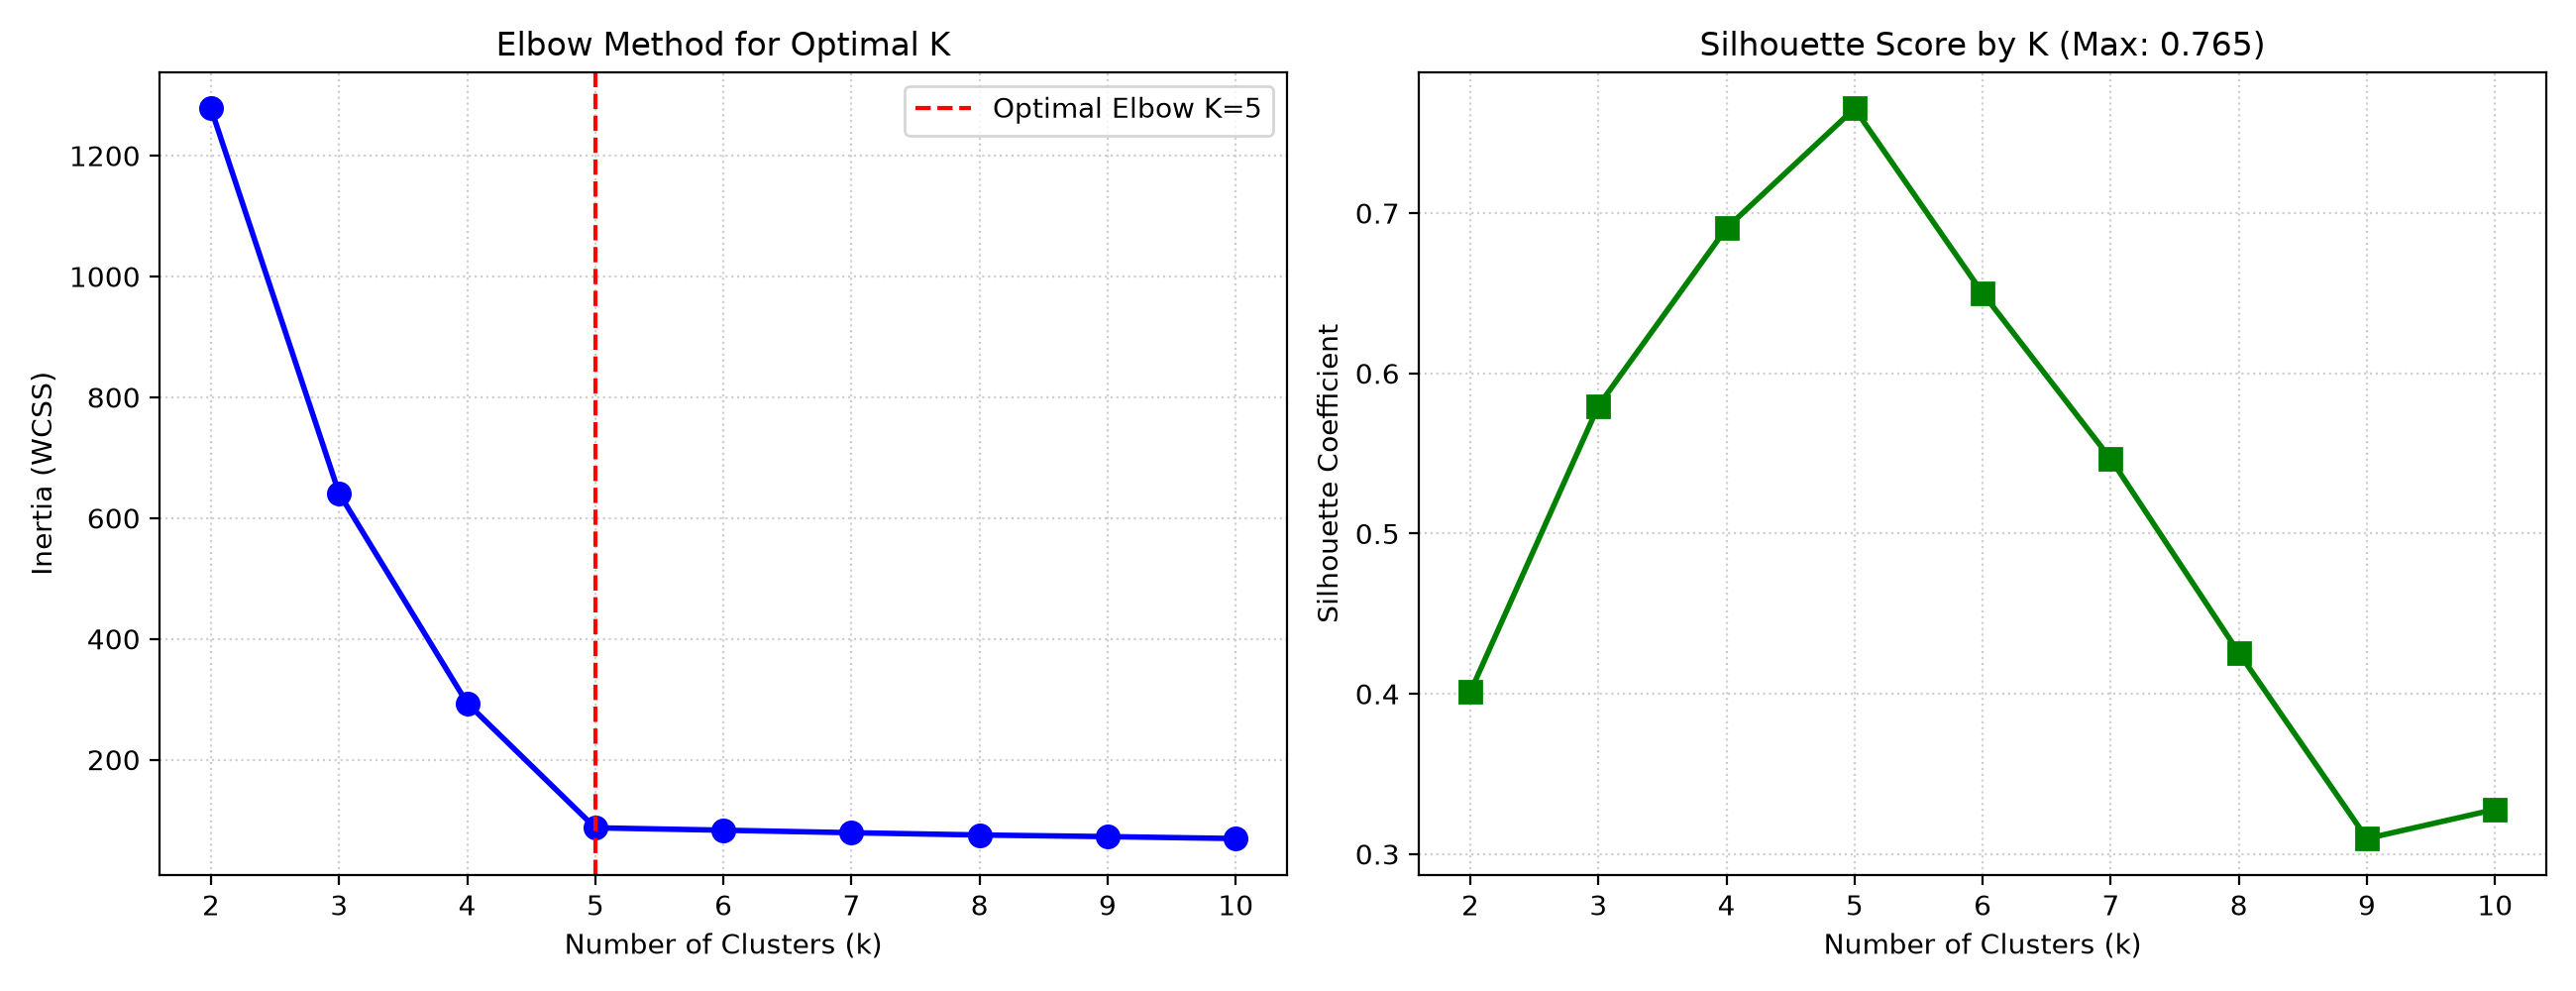 Elbow Method for Optimal K
Optimal Elbow K=5
Inertia (WCSS)
1200
1000
800
600
400
200
2 3 4 5 6 7 8 9 10
Number of Clusters (k)
Silhouette Score by K (Max: 0.765)
Silhouette Coefficient
0.7
0.6
0.5
0.4
0.3
2 3 4 5 6 7 8 9 10
Number of Clusters (k)